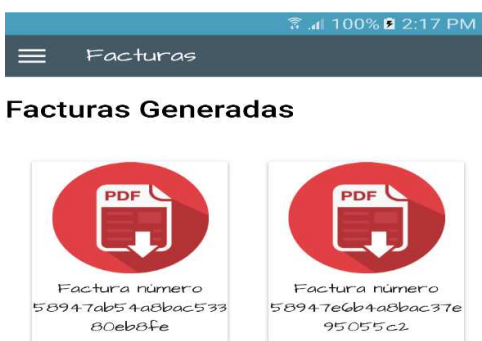 100% 2:17 PM
Facturas
Facturas Generadas
PDF PDF
Factura número Factura número
58947ab54a8bac533 58947e6b4a8bac37e
80eb8fe 95055c2